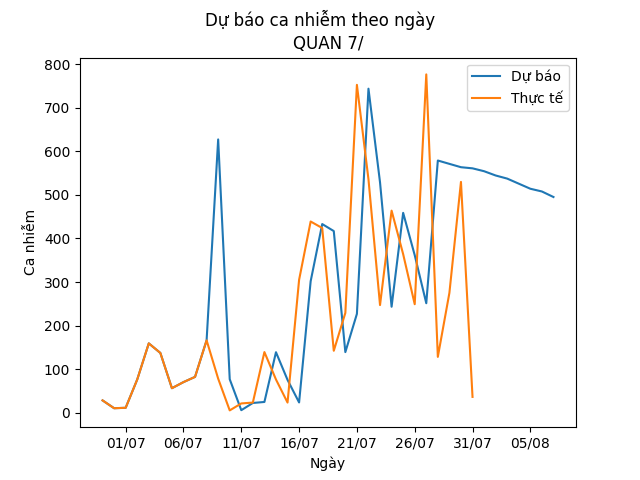 Dự báo ca nhiễm theo ngày
QUAN 7/
Ca nhiễm
800
700
600
500
400
300
200
100
0
Dự báo
Thực tế
01/07 06/07 11/07 16/07 21/07 26/07 31/07 05/08
Ngày